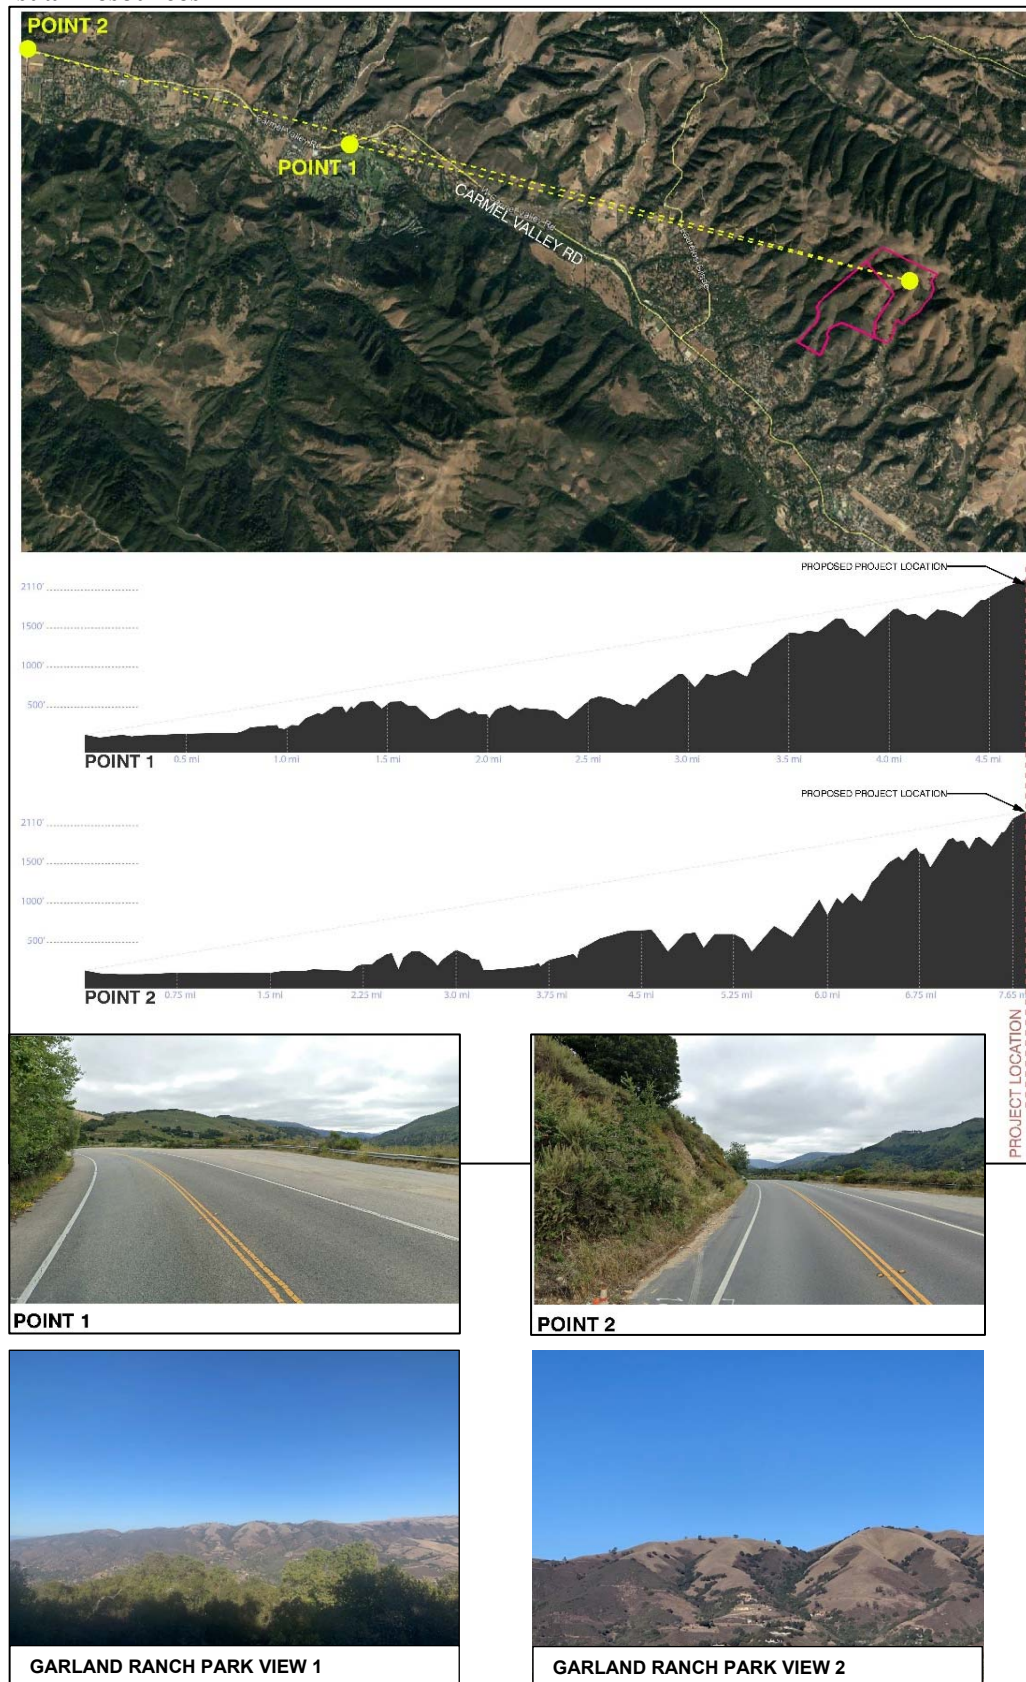 POINT 2
Carmel Valley Rd
POINT 1
CARMEL VALLEY RD
PROPOSED PROJECT LOCATION
2110'
1500'
1000'
500'
POINT 1
0.5 mi
1.0 mi
1.5 mi
2.0 mi
2.5 mi
3.0 mi
3.5 mi
4.0 mi
4.5 mi
PROPOSED PROJECT LOCATION
2110'
1500'
1000'
500'
POINT 2
0.75 mi
1.5 mi
2.25 mi
3.0 mi
3.75 mi
4.5 mi
5.25 mi
6.0 mi
6.75 mi
7.65 m
PROJECT LOCATION
POINT 1
POINT 2
GARLAND RANCH PARK VIEW 1
GARLAND RANCH PARK VIEW 2